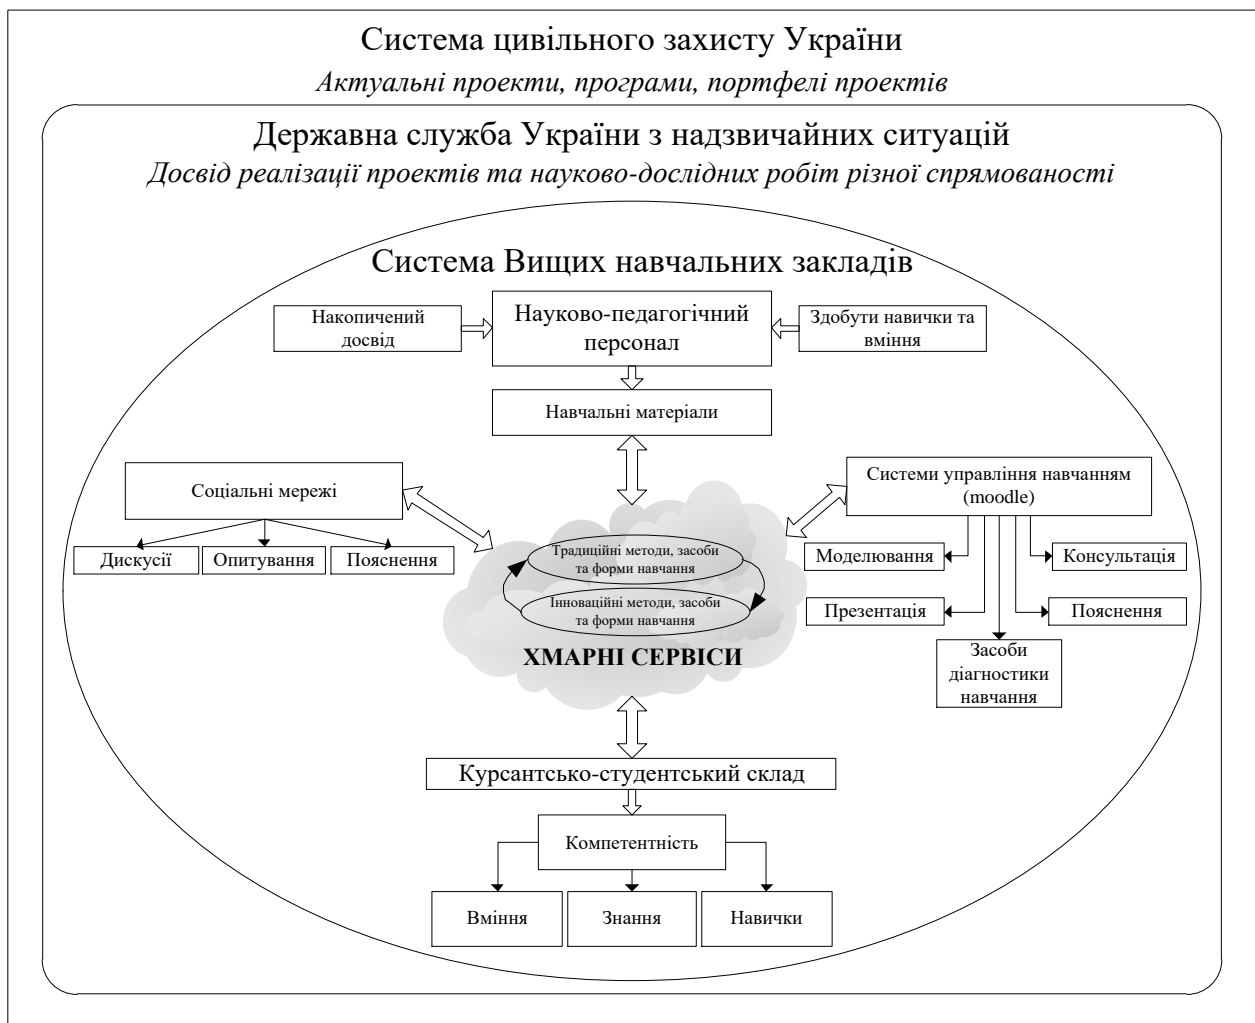 Система цивільного захисту України
Актуальні проекти, програми, портфелі проектів
Державна служба України з надзвичайних ситуацій
Досвід реалізації проектів та науково-дослідних робіт різної спрямованості
Система Вищих навчальних закладів
Накопичений
досвід
Науково-педагогічний
персонал
Здобути навички та
вміння
Навчальні матеріали
Соціальні мережі
Дискусії
Опитування
Пояснення
Системи управління навчанням
(moodle)
Моделювання
Консультація
Презентація
Пояснення
Засоби
діагностики
навчання
Традиційні методи, засоби
та форми навчання
Інноваційні методи, засоби
та форми навчання
ХМАРНІ СЕРВІСИ
Курсантсько-студентський склад
Компетентність
Вміння
Знання
Навички